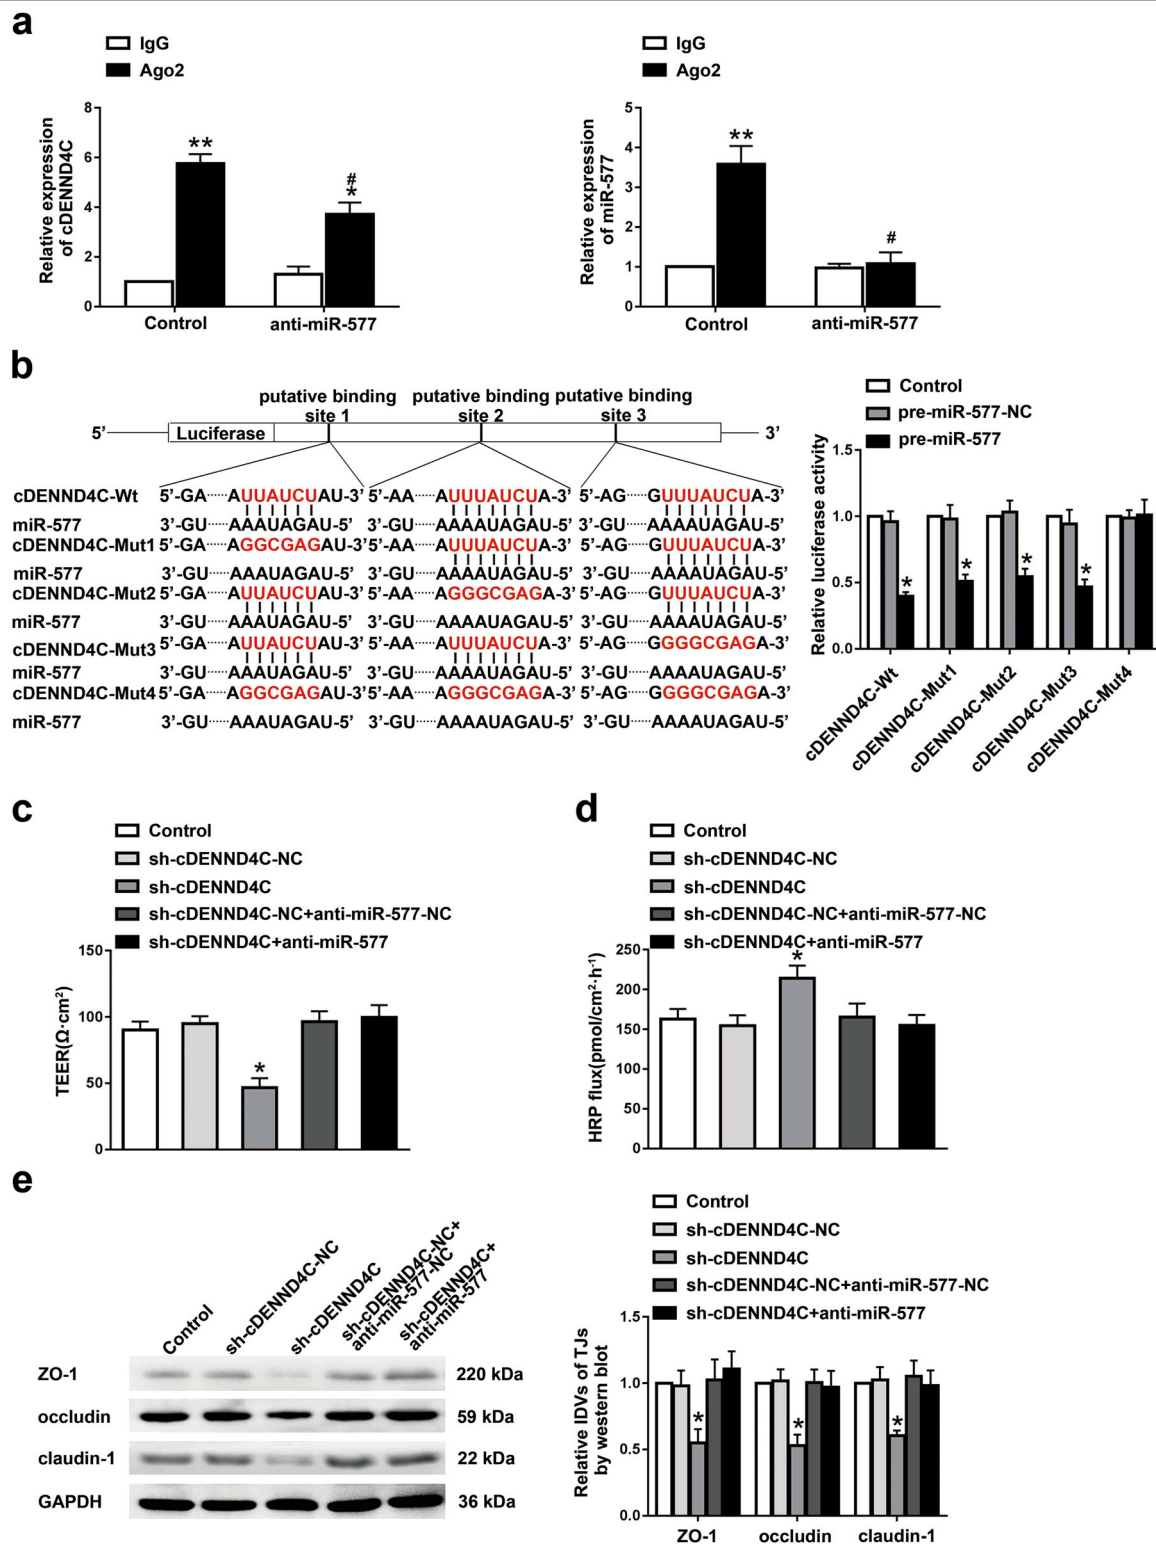 a
IgG
Ago2
Relative expression
of cDENND4C
8
6
4
2
0
**
#
*
Control
anti-miR-577
IgG
Ago2
Relative expression
of miR-577
5
4
3
2
1
0
**
#
Control
anti-miR-577
b
putative binding site 1
putative binding site 2
putative binding site 3
5' Luciferase 3'
cDENND4C-Wt 5'-GA·····AUUAUCUAU-3' 5'-AA·····AUUUAUCUA-3' 5'-AG·····GUUUAUCUA-3'
miR-577 3'-GU·····AAAUAGAU-5' 3'-GU·····AAAAUAGAU-5' 3'-GU·····AAAAUAGAU-5'
cDENND4C-Mut1 5'-GA·····AGGCGAGAU-3' 5'-AA·····AUUUAUCUA-3' 5'-AG·····GUUUAUCUA-3'
miR-577 3'-GU·····AAAUAGAU-5' 3'-GU·····AAAAUAGAU-5' 3'-GU·····AAAAUAGAU-5'
cDENND4C-Mut2 5'-GA·····AUUAUCUAU-3' 5'-AA·····AGGGCGAGA-3' 5'-AG·····GUUUAUCUA-3'
miR-577 3'-GU·····AAAUAGAU-5' 3'-GU·····AAAAUAGAU-5' 3'-GU·····AAAAUAGAU-5'
cDENND4C-Mut3 5'-GA·····AUUAUCUAU-3' 5'-AA·····AUUUAUCUA-3' 5'-AG·····GGGGCGAGA-3'
miR-577 3'-GU·····AAAUAGAU-5' 3'-GU·····AAAAUAGAU-5' 3'-GU·····AAAAUAGAU-5'
cDENND4C-Mut4 5'-GA·····AGGCGAGAU-3' 5'-AA·····AGGGCGAGA-3' 5'-AG·····GGGGCGAGA-3'
miR-577 3'-GU·····AAAUAGAU-5' 3'-GU·····AAAAUAGAU-5' 3'-GU·····AAAAUAGAU-5'
Control
pre-miR-577-NC
pre-miR-577
Relative luciferase activity
1.5
1.0
0.5
0.0
*
*
*
*
cDENND4C-Wt
cDENND4C-Mut1
cDENND4C-Mut2
cDENND4C-Mut3
cDENND4C-Mut4
c
Control
sh-cDENND4C-NC
sh-cDENND4C
sh-cDENND4C-NC+anti-miR-577-NC
sh-cDENND4C+anti-miR-577
TEER(Ω·cm²)
150
100
50
0
*
d
Control
sh-cDENND4C-NC
sh-cDENND4C
sh-cDENND4C-NC+anti-miR-577-NC
sh-cDENND4C+anti-miR-577
HRP flux(pmol/cm²·h⁻¹)
250
200
150
100
50
0
*
e
Control
sh-cDENND4C-NC
sh-cDENND4C
sh-cDENND4C-NC+
anti-miR-577-NC
sh-cDENND4C+
anti-miR-577
ZO-1 220 kDa
occludin 59 kDa
claudin-1 22 kDa
GAPDH 36 kDa
Control
sh-cDENND4C-NC
sh-cDENND4C
sh-cDENND4C-NC+anti-miR-577-NC
sh-cDENND4C+anti-miR-577
Relative IDVs of TJs
by western blot
1.5
1.0
0.5
0.0
*
*
*
ZO-1
occludin
claudin-1